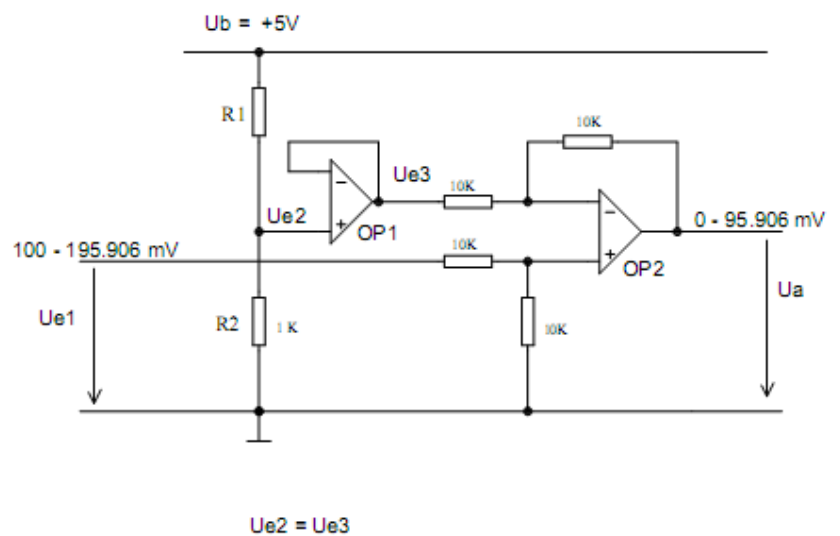 Ub = +5V
R1
10K
Ue3
10K
−
Ue2
+
OP1
−
0 - 95.906 mV
100 - 195.906 mV
10K
+
OP2
Ua
Ue1
R2
1 K
10K
Ue2 = Ue3